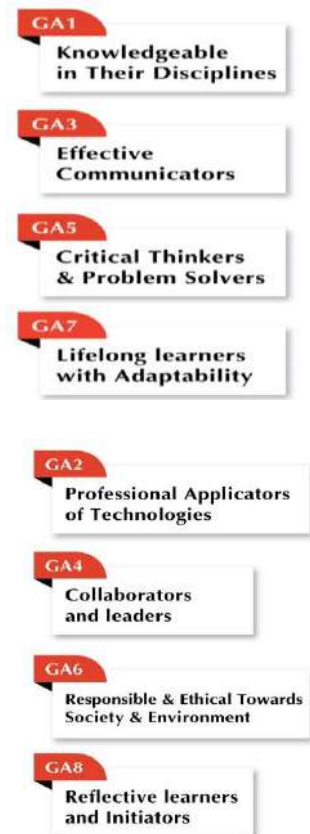 GA1
Knowledgeable
in Their Disciplines
GA3
Effective
Communicators
GA5
Critical Thinkers
& Problem Solvers
GA7
Lifelong learners
with Adaptability
GA2
Professional Applicators
of Technologies
GA4
Collaborators
and leaders
GA6
Responsible & Ethical Towards
Society & Environment
GA8
Reflective learners
and Initiators